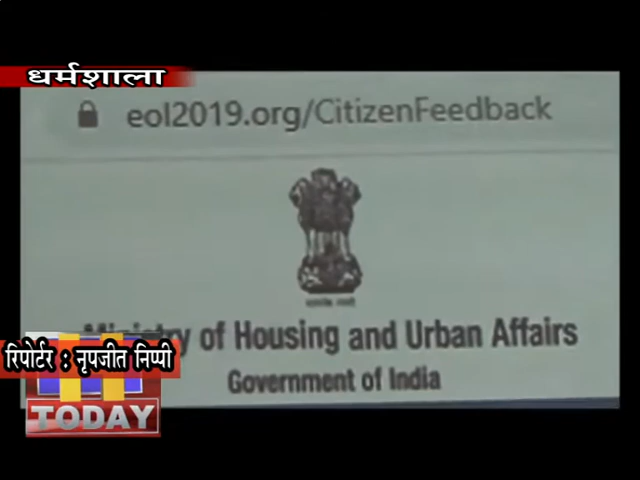 धर्मशाला
eol2019.org/CitizenFeedback
Ministry of Housing and Urban Affairs
Government of India
रिपोर्टर : नृपजीत निप्पी
TODAY